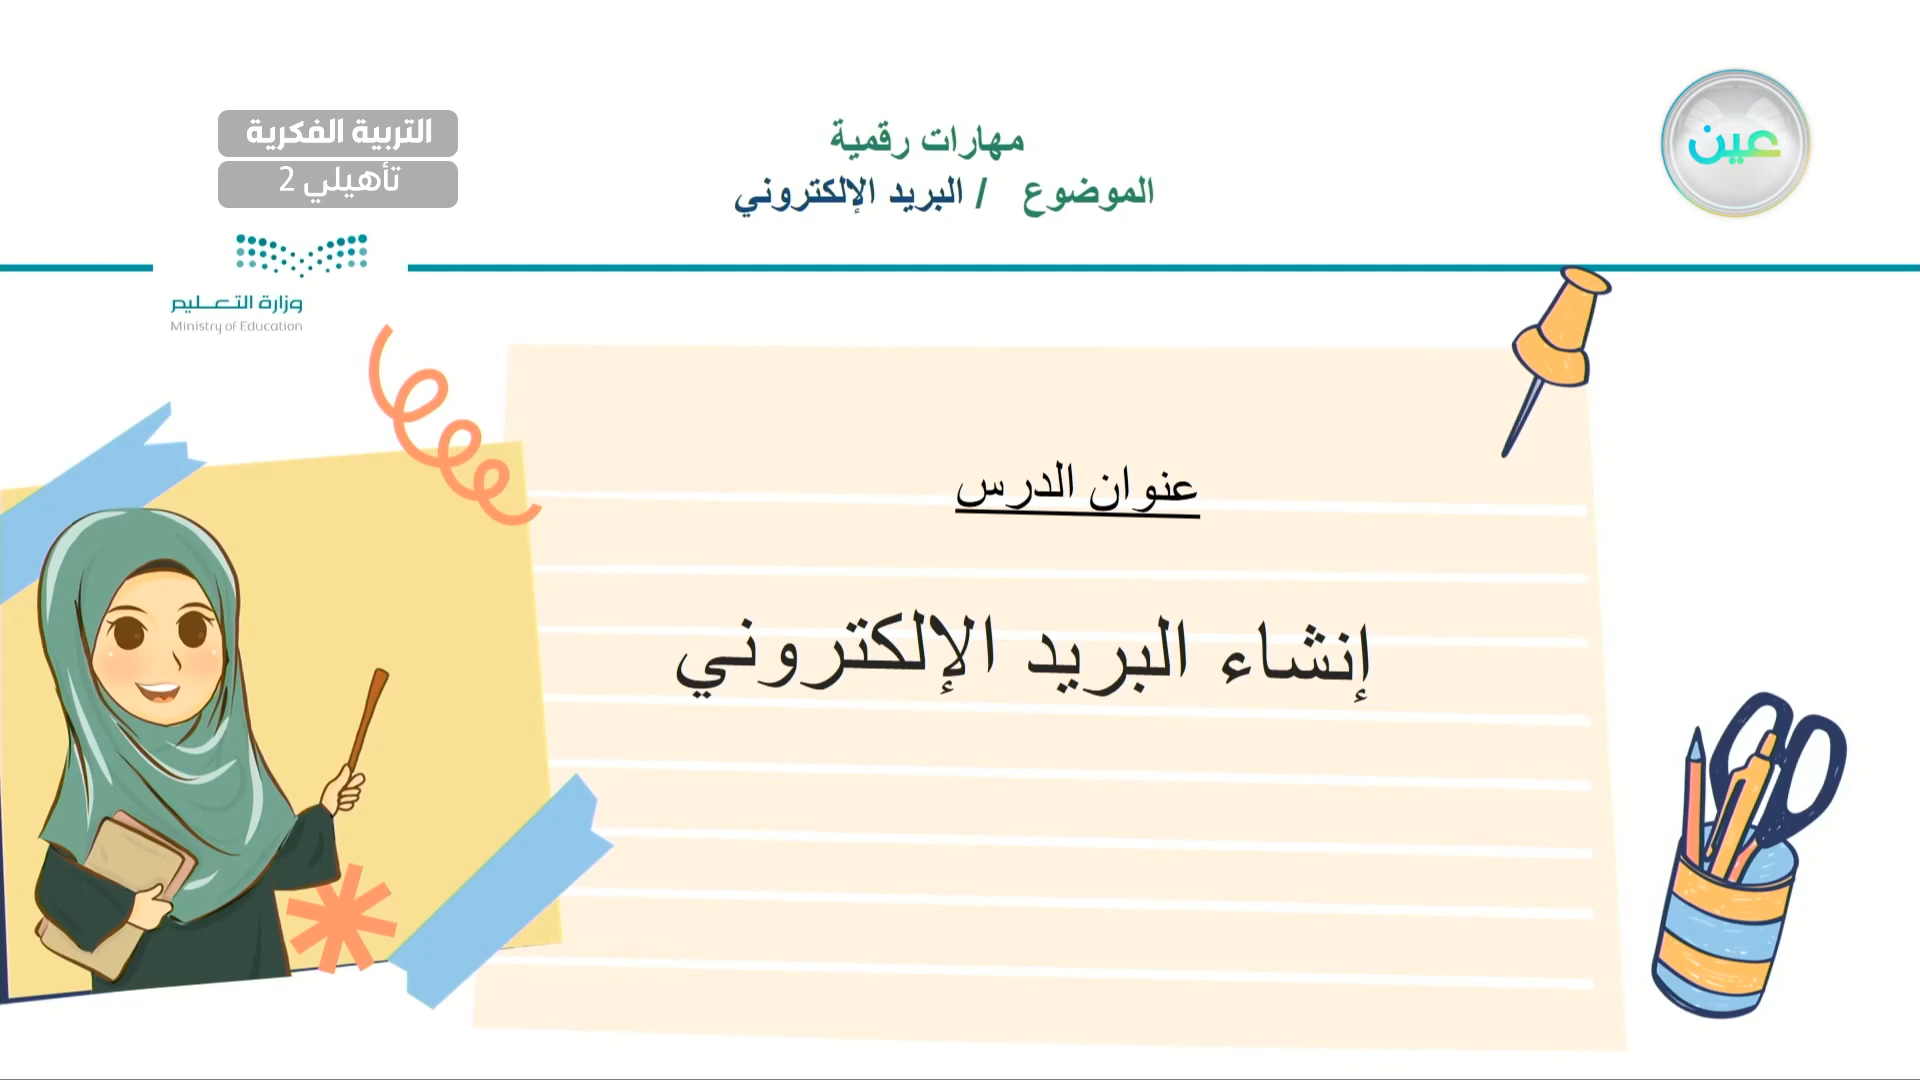 مهارات رقمية
الموضوع / البريد الإلكتروني
عين
التربية الفكرية
تأهيلي 2
وزارة التعليم
Ministry of Education
عنوان الدرس
إنشاء البريد الإلكتروني